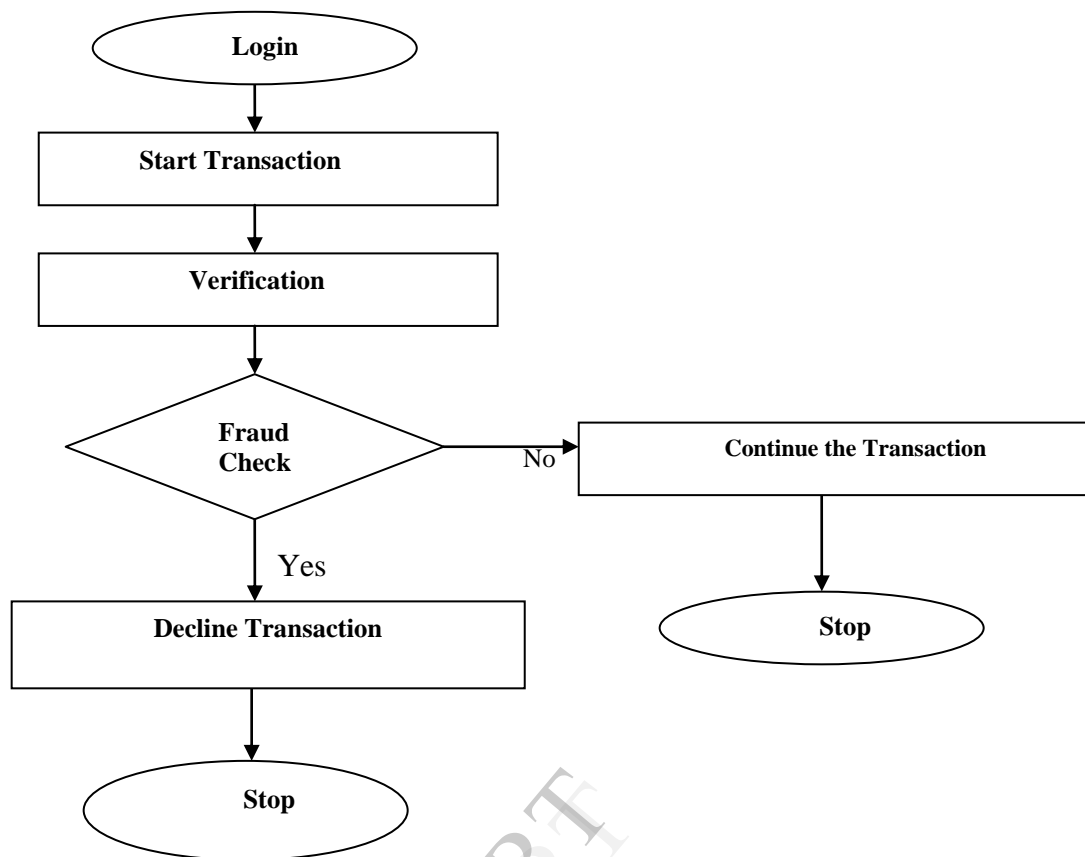 Login
Start Transaction
Verification
Fraud
Check
No
Continue the Transaction
Yes
Decline Transaction
Stop
Stop